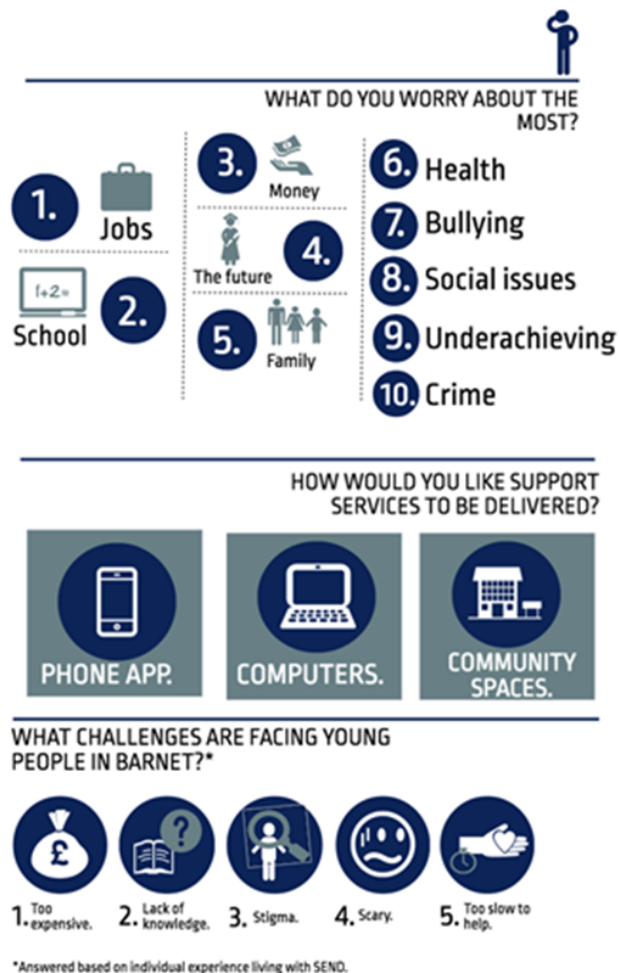 WHAT DO YOU WORRY ABOUT THE
MOST?
1.
Jobs
1+2=
School
2.
3.
Money
The future
4.
5.
Family
6. Health
7. Bullying
8. Social issues
9. Underachieving
10. Crime
HOW WOULD YOU LIKE SUPPORT
SERVICES TO BE DELIVERED?
PHONE APP.
COMPUTERS.
COMMUNITY
SPACES.
WHAT CHALLENGES ARE FACING YOUNG
PEOPLE IN BARNET?*
£
?
1. Too
expensive.
2. Lack of
knowledge.
3. Stigma.
4. Scary.
5. Too slow to
help.
*Answered based on individual experience living with SEND.